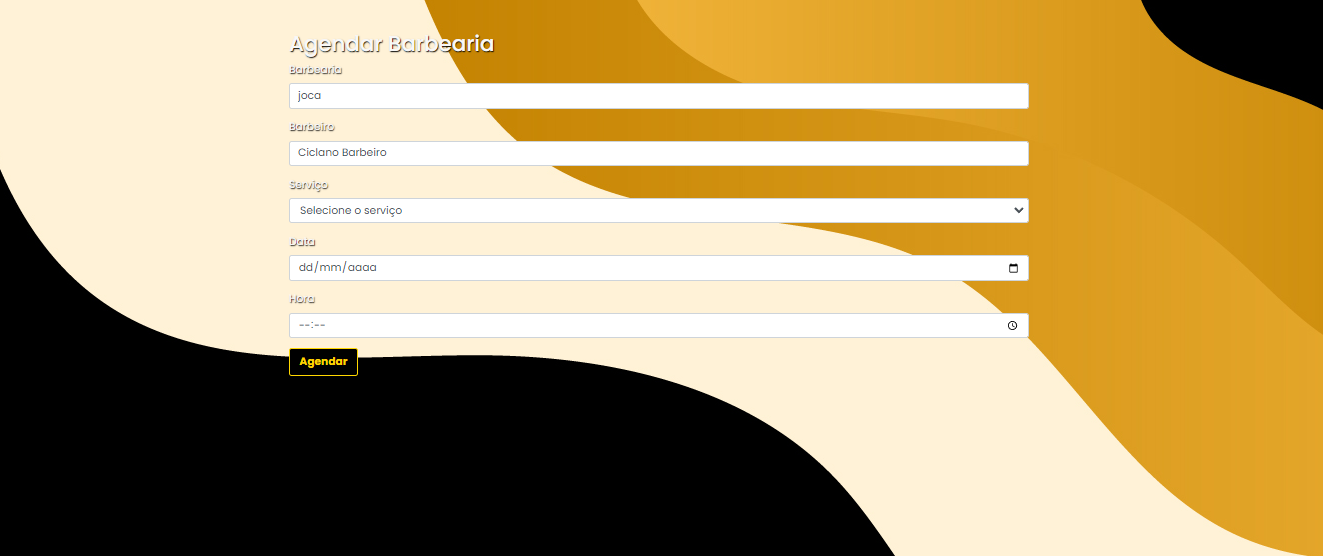 Agendar Barbearia
Barbearia
joca
Barbeiro
Ciclano Barbeiro
Serviço
Selecione o serviço
Data
dd/mm/aaaa
Hora
--:--
Agendar